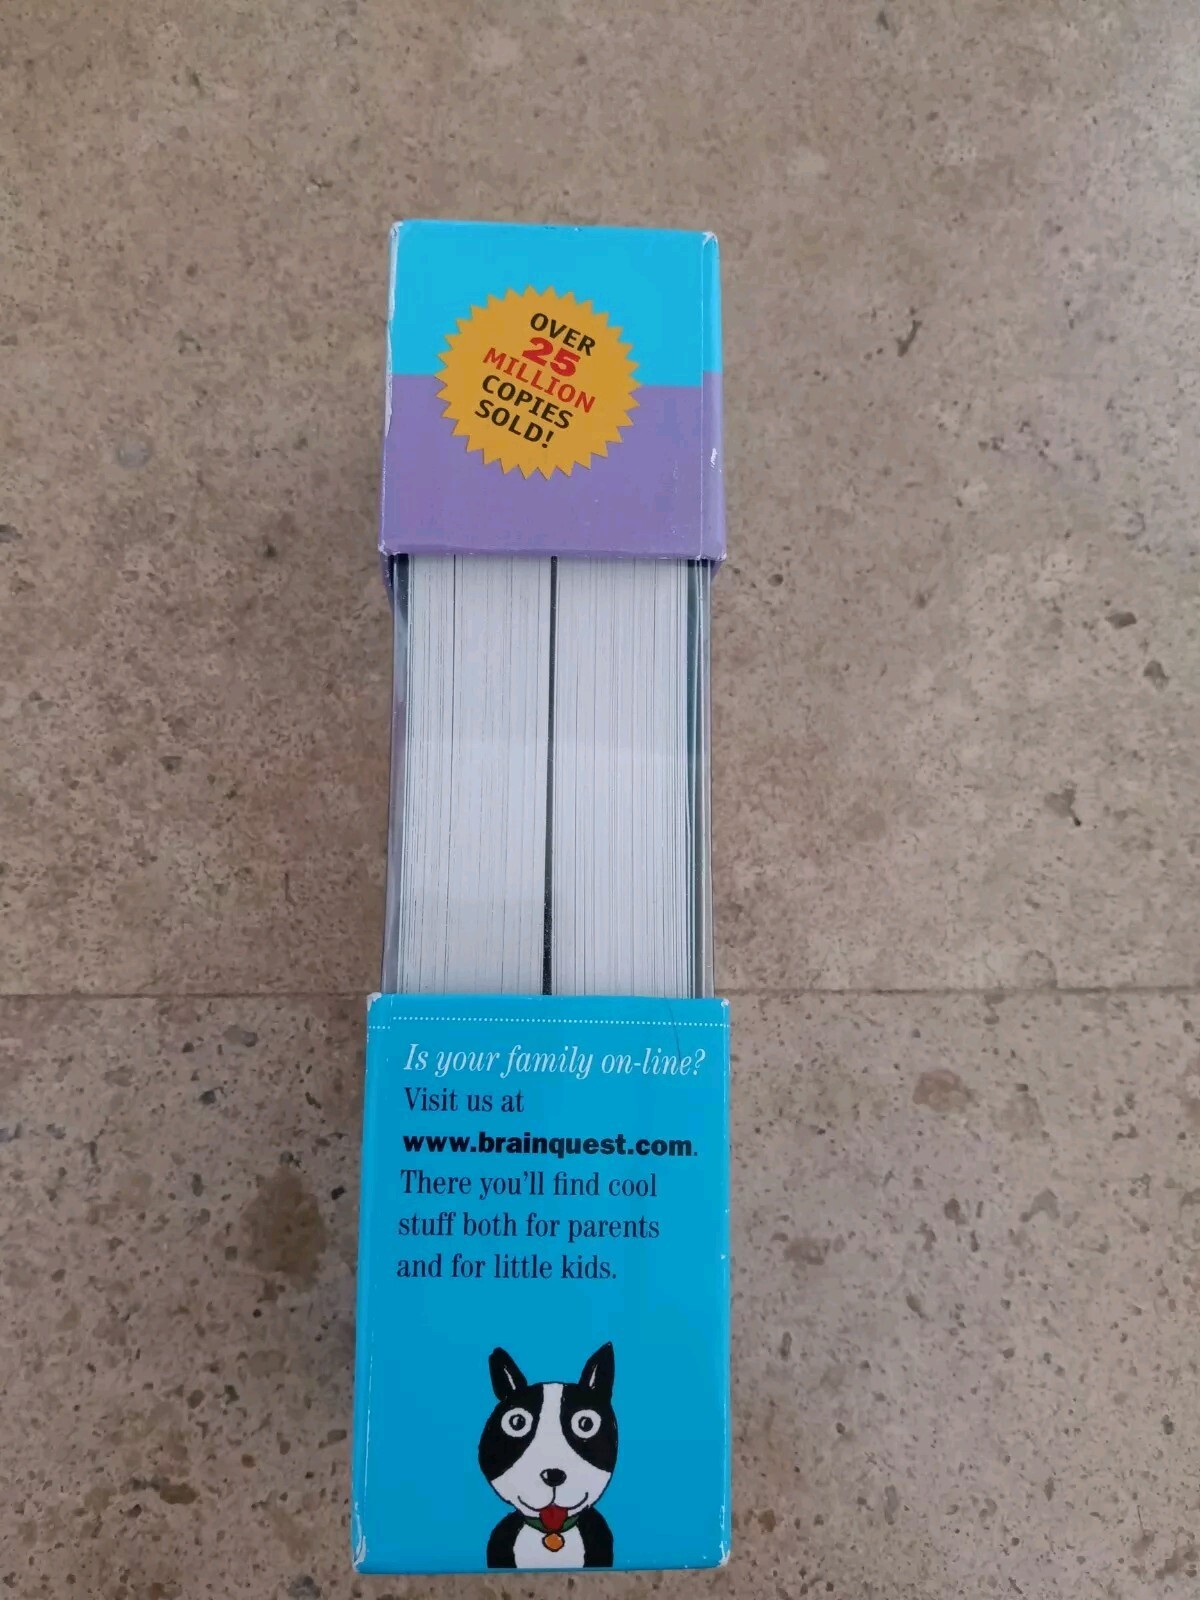 OVER
25
MILLION
COPIES
SOLD!
Is your family on-line?
Visit us at
www.brainquest.com.
There you'll find cool
stuff both for parents
and for little kids.